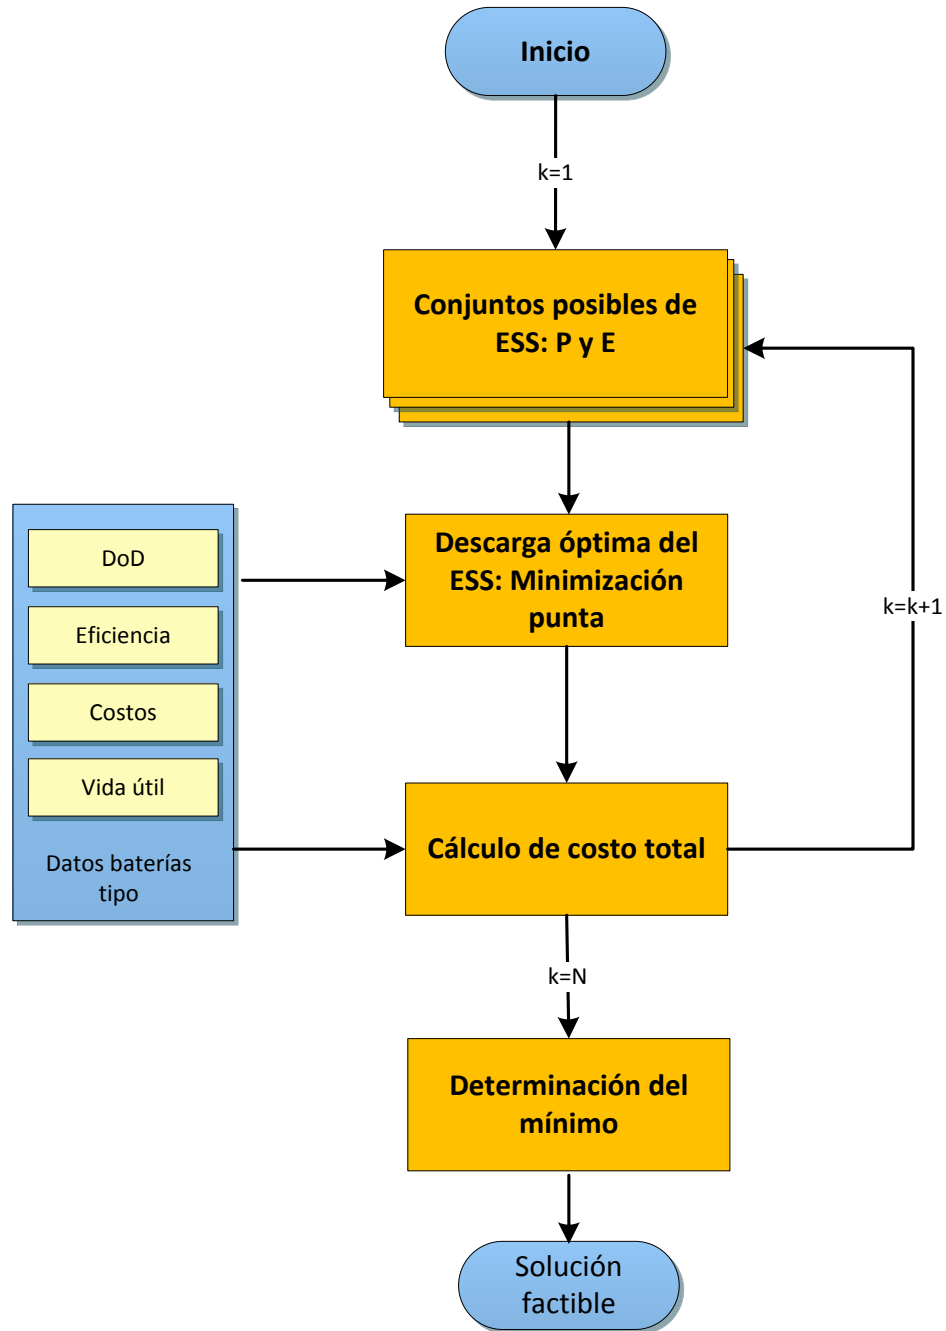 Inicio
k=1
Conjuntos posibles de
ESS: P y E
Descarga óptima del
ESS: Minimización
punta
DoD
Eficiencia
Costos
Vida útil
Datos baterías
tipo
k=k+1
Cálculo de costo total
k=N
Determinación del
mínimo
Solución
factible